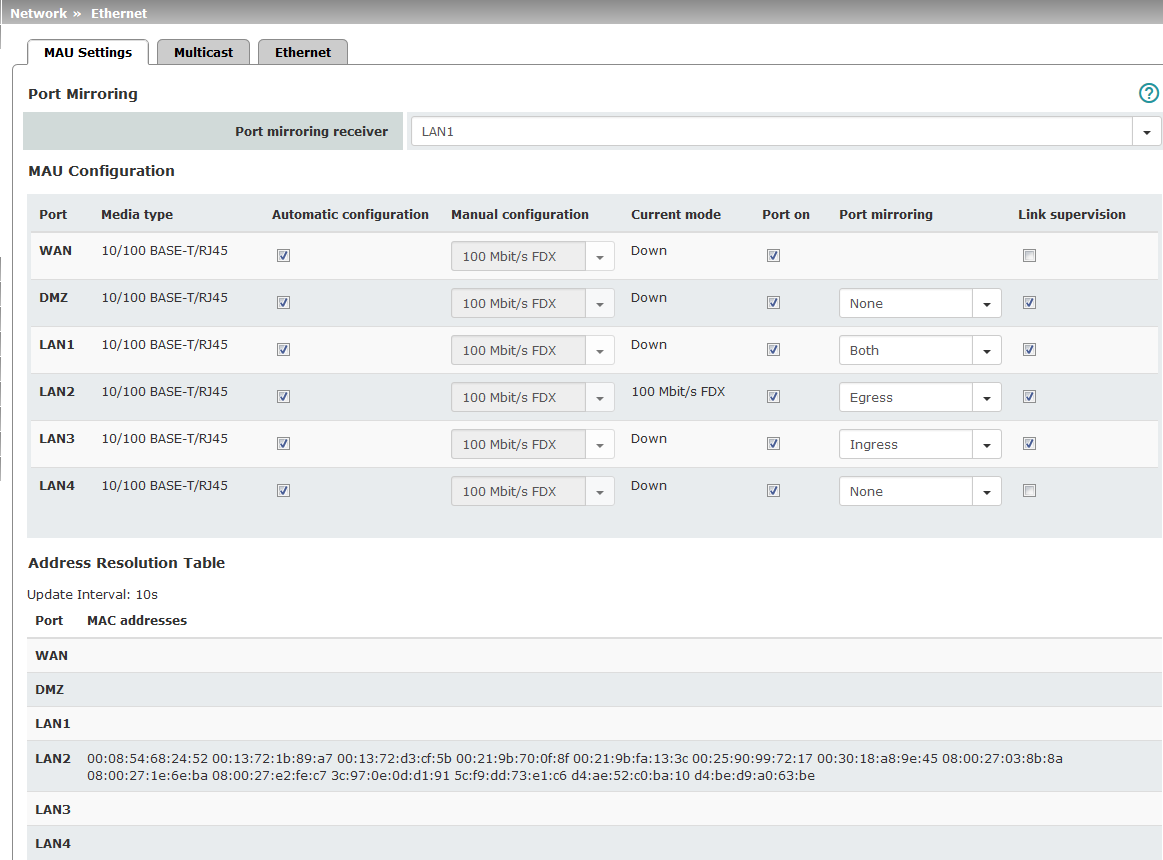 Network » Ethernet
MAU Settings Multicast Ethernet
Port Mirroring ?
Port mirroring receiver LAN1
MAU Configuration
Port Media type Automatic configuration Manual configuration Current mode Port on Port mirroring Link supervision
WAN 10/100 BASE-T/RJ45 100 Mbit/s FDX Down
DMZ 10/100 BASE-T/RJ45 100 Mbit/s FDX Down None
LAN1 10/100 BASE-T/RJ45 100 Mbit/s FDX Down Both
LAN2 10/100 BASE-T/RJ45 100 Mbit/s FDX 100 Mbit/s FDX Egress
LAN3 10/100 BASE-T/RJ45 100 Mbit/s FDX Down Ingress
LAN4 10/100 BASE-T/RJ45 100 Mbit/s FDX Down None
Address Resolution Table
Update Interval: 10s
Port MAC addresses
WAN
DMZ
LAN1
LAN2 00:08:54:68:24:52 00:13:72:1b:89:a7 00:13:72:d3:cf:5b 00:21:9b:70:0f:8f 00:21:9b:fa:13:3c 00:25:90:99:72:17 00:30:18:a8:9e:45 08:00:27:03:8b:8a
08:00:27:1e:6e:ba 08:00:27:e2:fe:c7 3c:97:0e:0d:d1:91 5c:f9:dd:73:e1:c6 d4:ae:52:c0:ba:10 d4:be:d9:a0:63:be
LAN3
LAN4